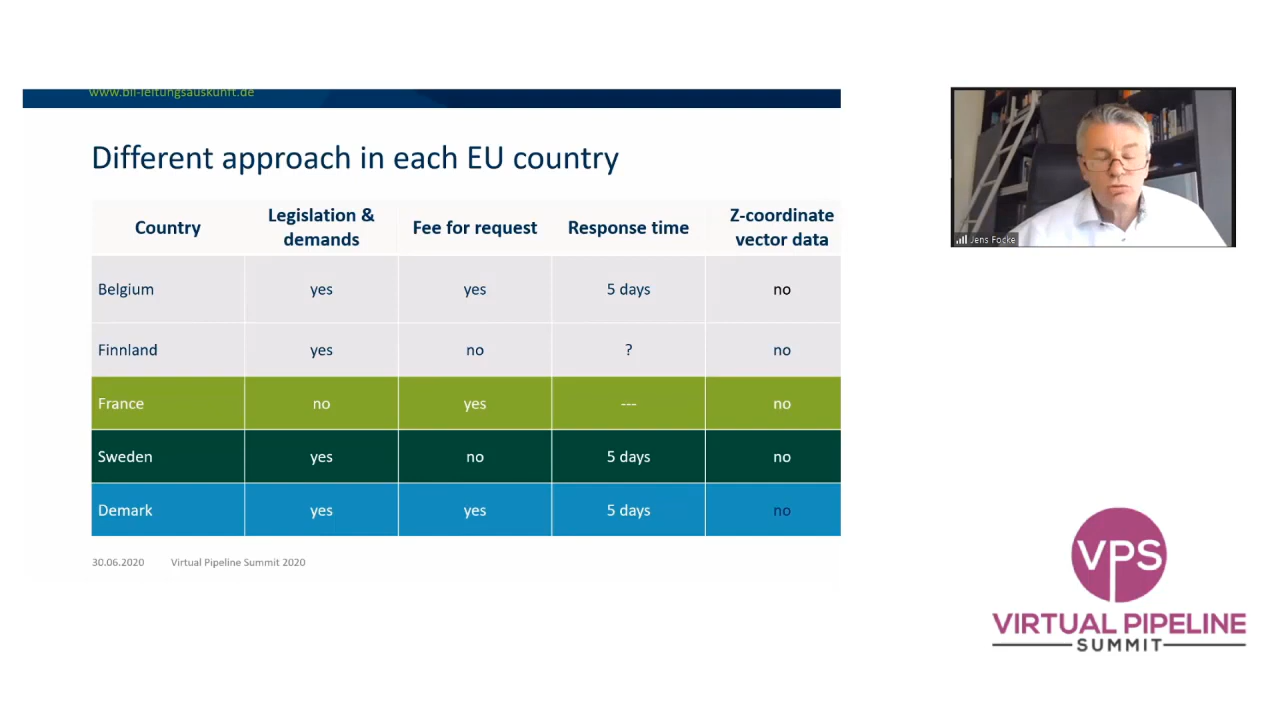 www.bil-leitungsauskunft.de
Different approach in each EU country
Country Legislation & demands Fee for request Response time Z-coordinate vector data
Belgium yes yes 5 days no
Finnland yes no ? no
France no yes --- no
Sweden yes no 5 days no
Demark yes yes 5 days no
30.06.2020 Virtual Pipeline Summit 2020
Jens Focke
VPS
VIRTUAL PIPELINE
SUMMIT